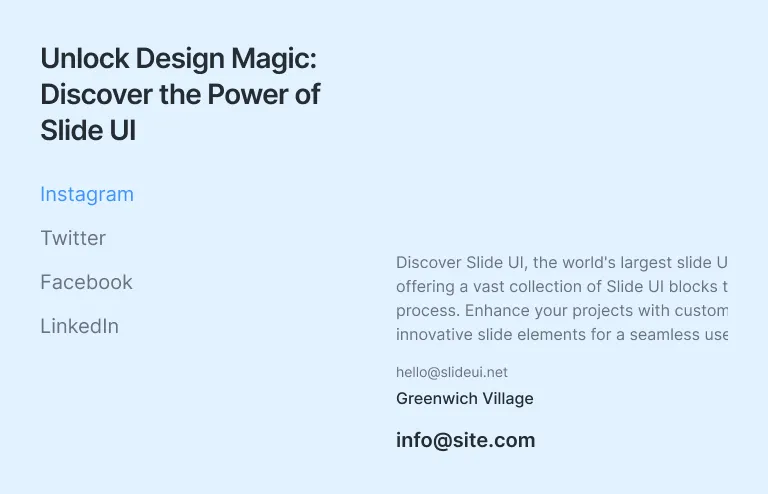 Unlock Design Magic:
Discover the Power of
Slide UI
Instagram
Twitter
Facebook
LinkedIn
Discover Slide UI, the world's largest slide U
offering a vast collection of Slide UI blocks t
process. Enhance your projects with custom
innovative slide elements for a seamless use
hello@slideui.net
Greenwich Village
info@site.com